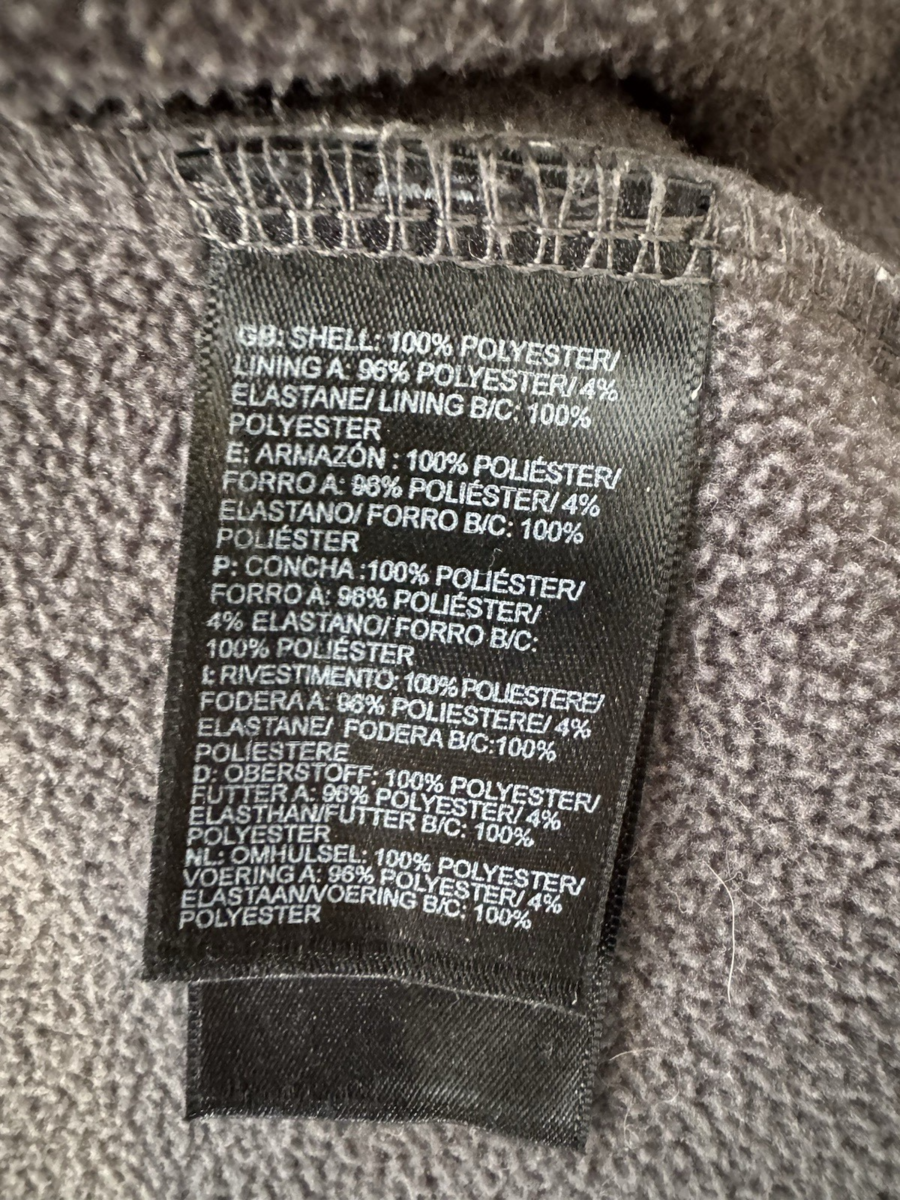 GB: SHELL: 100% POLYESTER/
LINING A: 96% POLYESTER/ 4%
ELASTANE/ LINING B/C: 100%
POLYESTER
E: ARMAZÓN : 100% POLIÉSTER/
FORRO A: 96% POLIÉSTER/ 4%
ELASTANO/ FORRO B/C: 100%
POLIÉSTER
P: CONCHA :100% POLIÉSTER/
FORRO A: 96% POLIÉSTER/
4% ELASTANO/ FORRO B/C:
100% POLIÉSTER
I: RIVESTIMENTO: 100% POLIESTERE/
FODERA A: 96% POLIESTERE/ 4%
ELASTANE/ FODERA B/C:100%
POLIESTERE
D: OBERSTOFF: 100% POLYESTER/
FUTTER A: 96% POLYESTER/ 4%
ELASTHAN/FUTTER B/C: 100%
POLYESTER
NL: OMHULSEL: 100% POLYESTER/
VOERING A: 96% POLYESTER/ 4%
ELASTAAN/VOERING B/C: 100%
POLYESTER